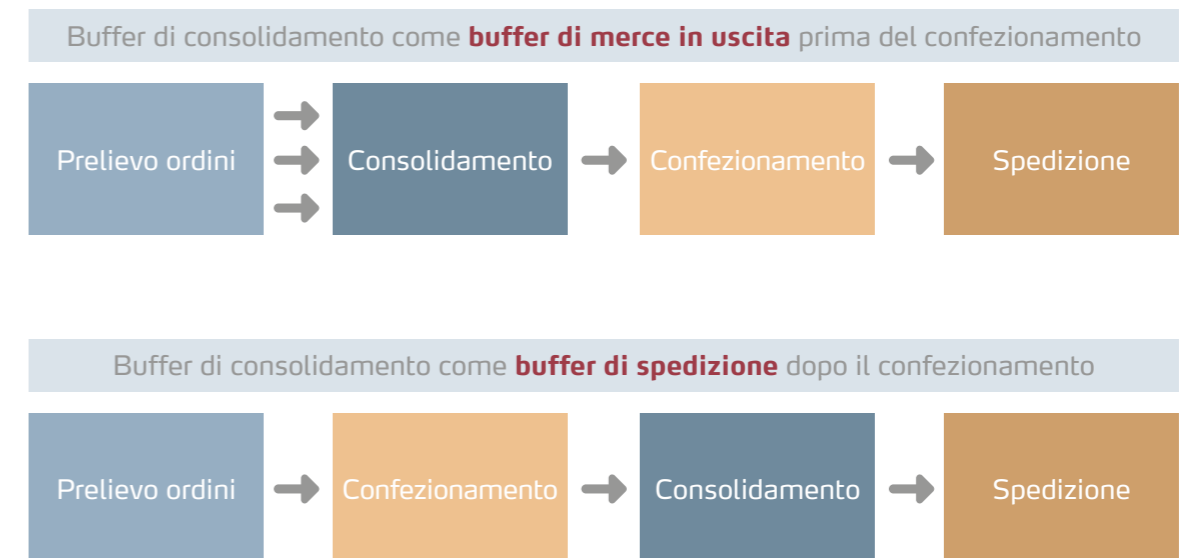 Buffer di consolidamento come buffer di merce in uscita prima del confezionamento
Prelievo ordini
Consolidamento
Confezionamento
Spedizione
Buffer di consolidamento come buffer di spedizione dopo il confezionamento
Prelievo ordini
Confezionamento
Consolidamento
Spedizione